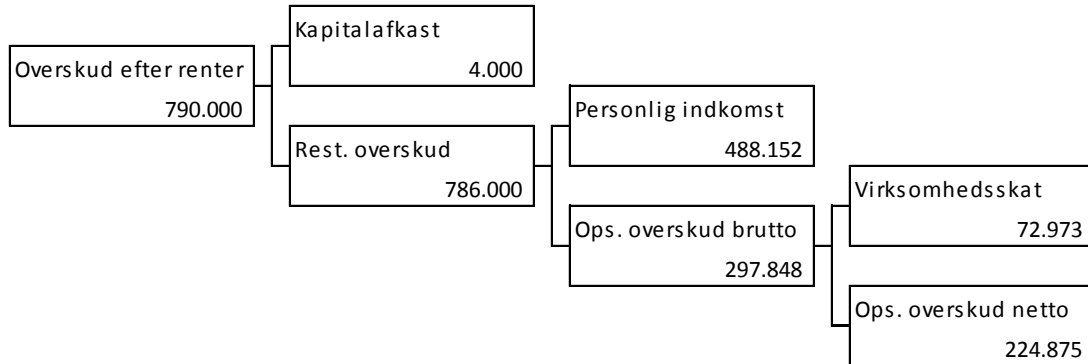 Overskud efter renter
790.000
Kapitalafkast
4.000
Rest. overskud
786.000
Personlig indkomst
488.152
Ops. overskud brutto
297.848
Virksomhedsskat
72.973
Ops. overskud netto
224.875